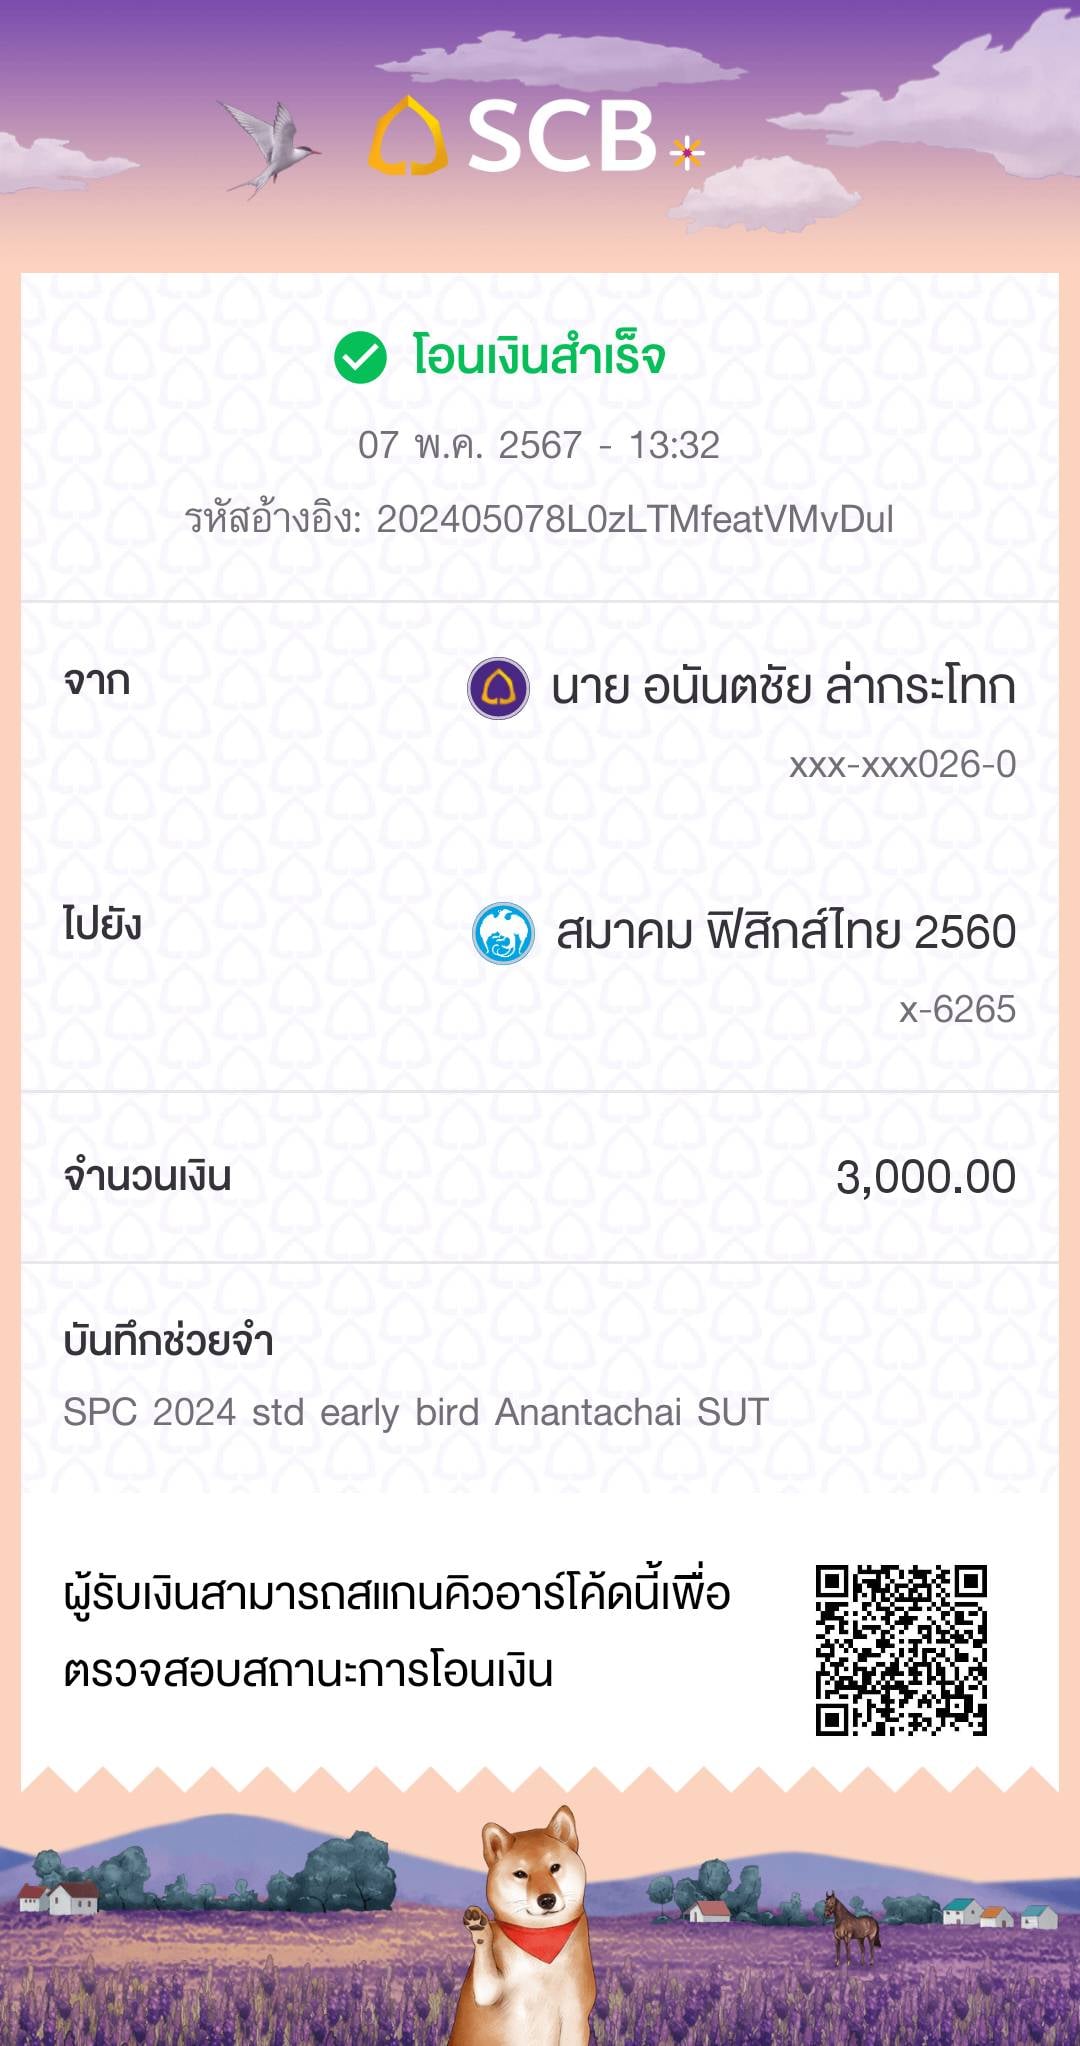 SCB
โอนเงินสำเร็จ
07 พ.ค. 2567 - 13:32
รหัสอ้างอิง: 202405078L0zLTMfeatVMvDul
จาก
นาย อนันตชัย ล่ากระโทก
xxx-xxx026-0
ไปยัง
สมาคม ฟิสิกส์ไทย 2560
x-6265
จำนวนเงิน
3,000.00
บันทึกช่วยจำ
SPC 2024 std early bird Anantachai SUT
ผู้รับเงินสามารถสแกนคิวอาร์โค้ดนี้เพื่อ
ตรวจสอบสถานะการโอนเงิน